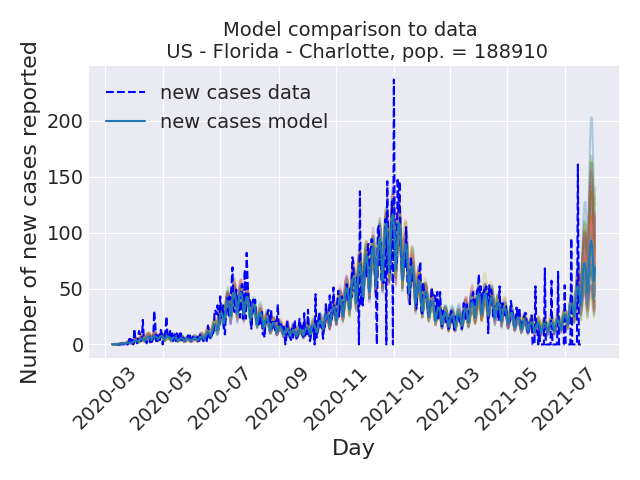 Model comparison to data
US - Florida - Charlotte, pop. = 188910
Number of new cases reported
new cases data
new cases model
200
150
100
50
0
2020-03
2020-05
2020-07
2020-09
2020-11
2021-01
2021-03
2021-05
2021-07
Day